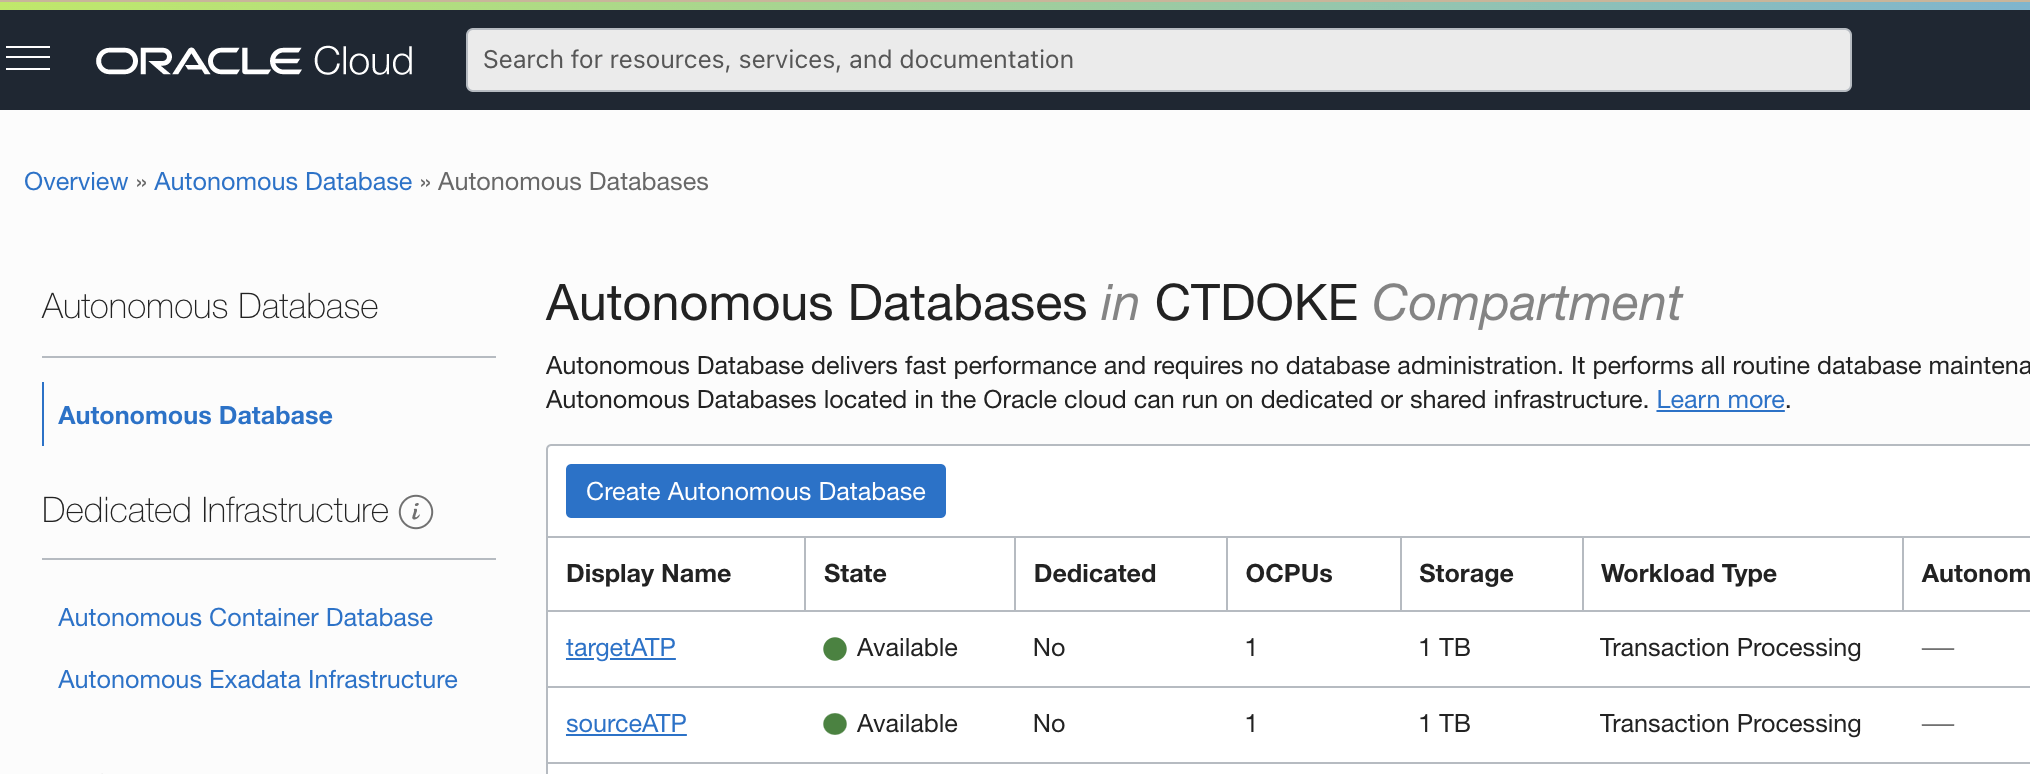 ORACLE Cloud
Search for resources, services, and documentation
Overview » Autonomous Database » Autonomous Databases
Autonomous Database
Autonomous Database
Dedicated Infrastructure i
Autonomous Container Database
Autonomous Exadata Infrastructure
Autonomous Databases in CTDOKE Compartment
Autonomous Database delivers fast performance and requires no database administration. It performs all routine database maintena
Autonomous Databases located in the Oracle cloud can run on dedicated or shared infrastructure. Learn more.
Create Autonomous Database
Display Name State Dedicated OCPUs Storage Workload Type Autonom
targetATP Available No 1 1 TB Transaction Processing —
sourceATP Available No 1 1 TB Transaction Processing —